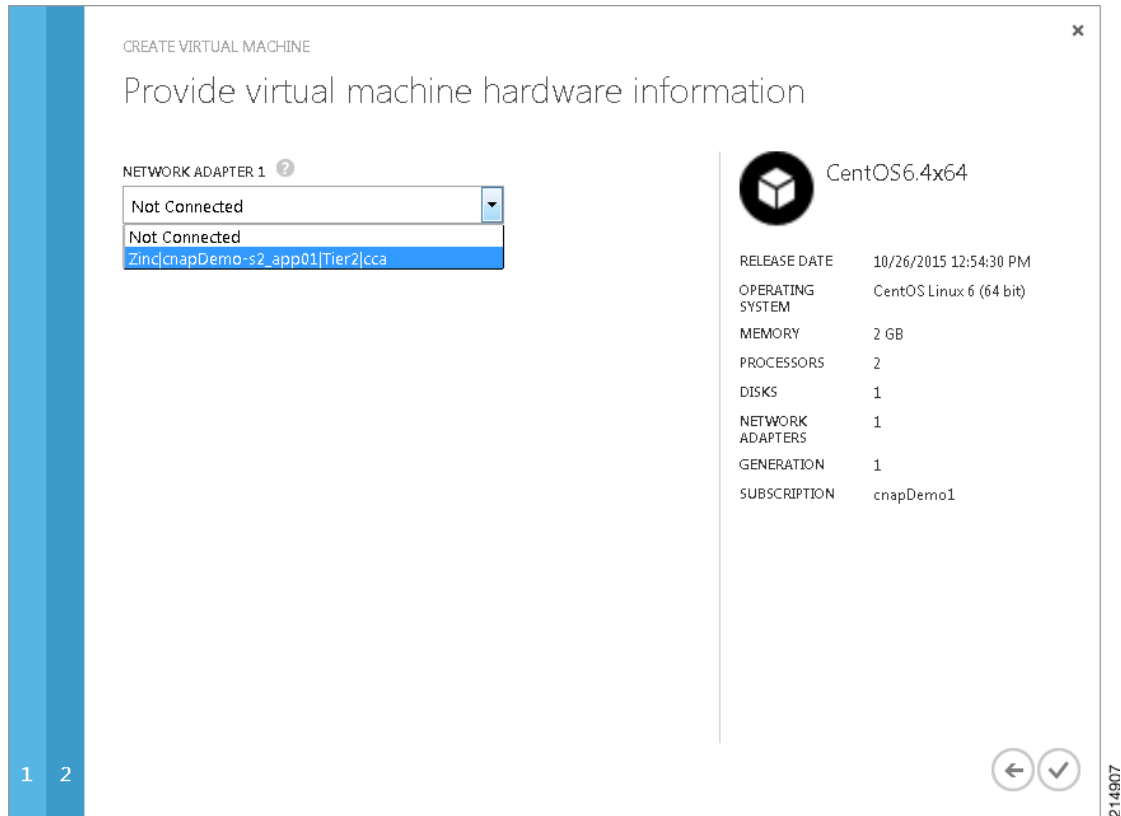 CREATE VIRTUAL MACHINE
Provide virtual machine hardware information
NETWORK ADAPTER 1 ?
Not Connected
Not Connected
Zinc|cnapDemo-s2_app01|Tier2|cca
CentOS6.4x64
RELEASE DATE 10/26/2015 12:54:30 PM
OPERATING SYSTEM CentOS Linux 6 (64 bit)
MEMORY 2 GB
PROCESSORS 2
DISKS 1
NETWORK ADAPTERS 1
GENERATION 1
SUBSCRIPTION cnapDemo1
1 2
214907